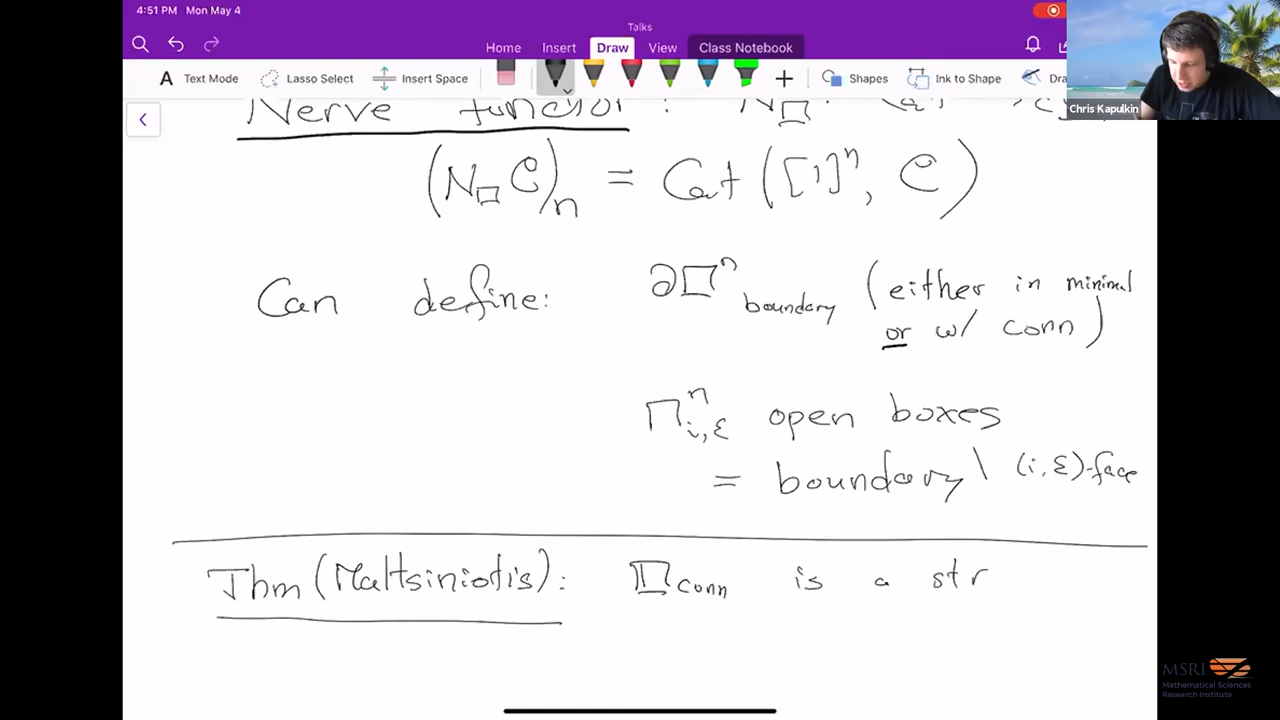 4:51 PM Mon May 4
Talks
Home Insert Draw View Class Notebook
Text Mode Lasso Select Insert Space Shapes Ink to Shape
Chris Kapulkin
Nerve functor: N□:
(N□ C)n = Cat([1]^n, C)
Can define: ∂□^n boundary (either in minimal
or w/ conn)
⊓^n i,ε open boxes
= boundary \ (i,ε)-face
Thm (Maltsiniotis): □conn is a str
MSRI
Mathematical Sciences
Research Institute